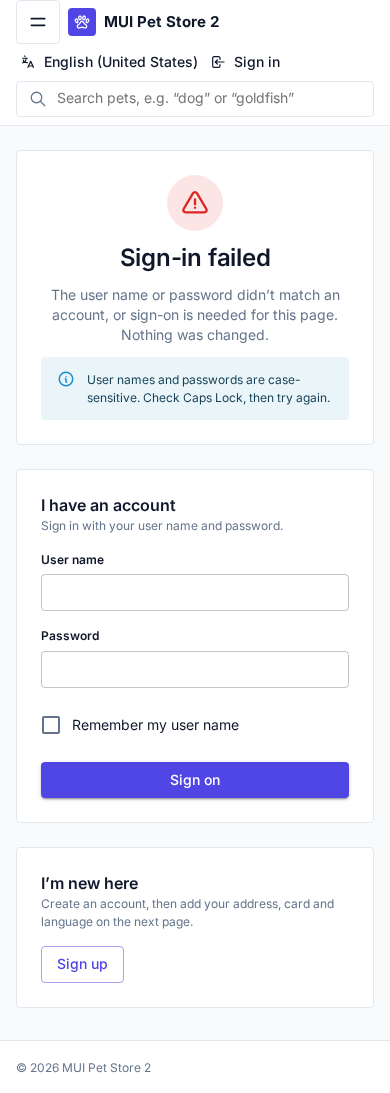 MUI Pet Store 2
English (United States) Sign in
Search pets, e.g. “dog” or “goldfish”
Sign-in failed
The user name or password didn’t match an
account, or sign-on is needed for this page.
Nothing was changed.
User names and passwords are case-
sensitive. Check Caps Lock, then try again.
I have an account
Sign in with your user name and password.
User name
Password
Remember my user name
Sign on
I’m new here
Create an account, then add your address, card and
language on the next page.
Sign up
© 2026 MUI Pet Store 2